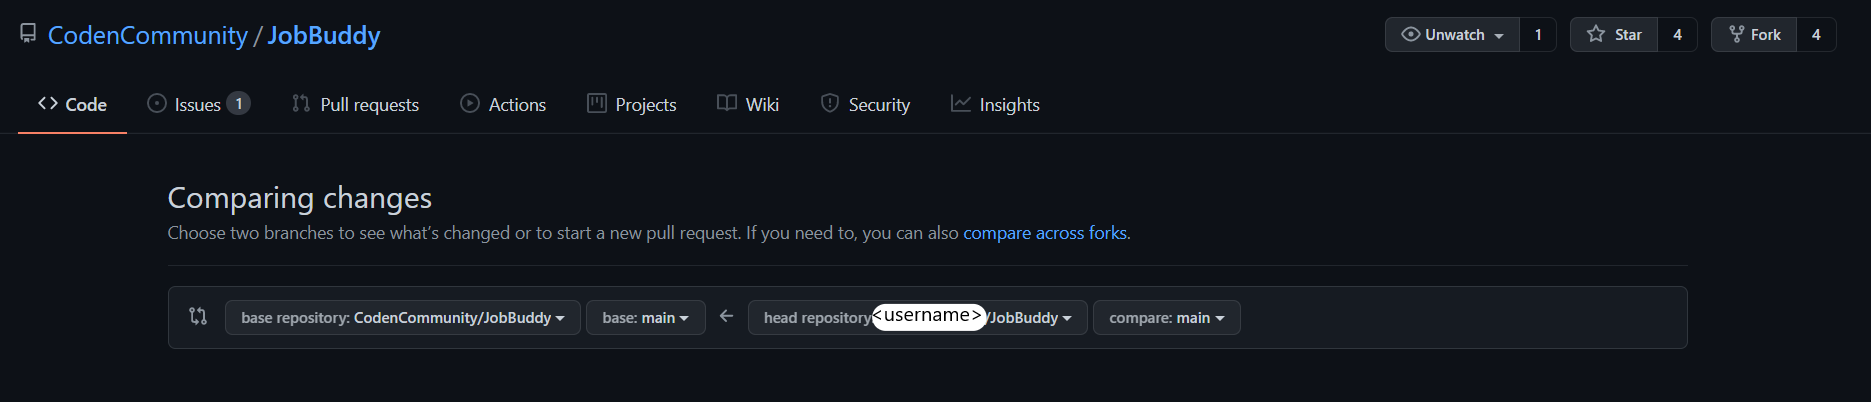 CodenCommunity / JobBuddy Unwatch 1 Star 4 Fork 4
Code Issues 1 Pull requests Actions Projects Wiki Security Insights
Comparing changes
Choose two branches to see what's changed or to start a new pull request. If you need to, you can also compare across forks.
base repository: CodenCommunity/JobBuddy base: main head repository <username> /JobBuddy compare: main